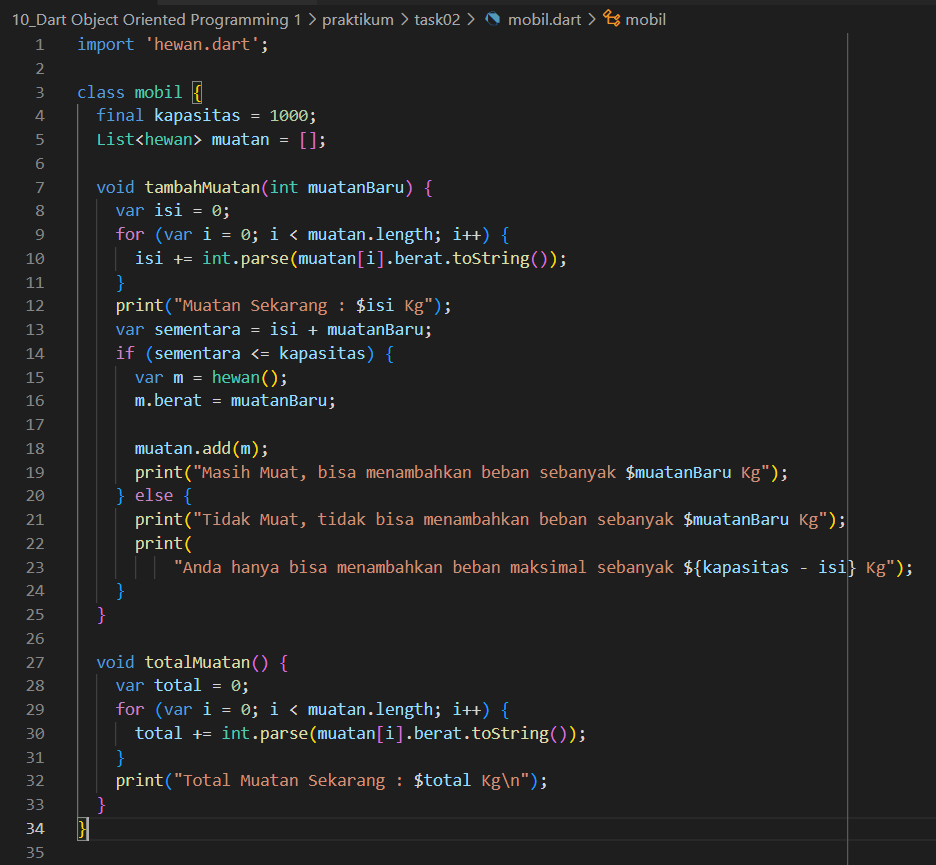 10_Dart Object Oriented Programming 1 > praktikum > task02 > mobil.dart > mobil
1 import 'hewan.dart';
2
3 class mobil {
4   final kapasitas = 1000;
5   List<hewan> muatan = [];
6
7   void tambahMuatan(int muatanBaru) {
8     var isi = 0;
9     for (var i = 0; i < muatan.length; i++) {
10       isi += int.parse(muatan[i].berat.toString());
11     }
12     print("Muatan Sekarang : $isi Kg");
13     var sementara = isi + muatanBaru;
14     if (sementara <= kapasitas) {
15       var m = hewan();
16       m.berat = muatanBaru;
17
18       muatan.add(m);
19       print("Masih Muat, bisa menambahkan beban sebanyak $muatanBaru Kg");
20     } else {
21       print("Tidak Muat, tidak bisa menambahkan beban sebanyak $muatanBaru Kg");
22       print(
23           "Anda hanya bisa menambahkan beban maksimal sebanyak ${kapasitas - isi} Kg");
24     }
25   }
26
27   void totalMuatan() {
28     var total = 0;
29     for (var i = 0; i < muatan.length; i++) {
30       total += int.parse(muatan[i].berat.toString());
31     }
32     print("Total Muatan Sekarang : $total Kg\n");
33   }
34 }
35